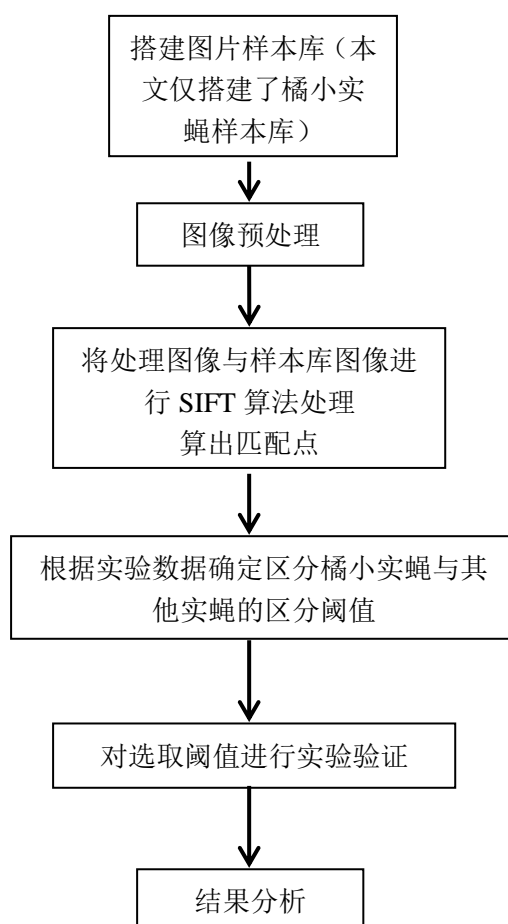 搭建图片样本库（本
文仅搭建了橘小实
蝇样本库）
图像预处理
将处理图像与样本库图像进
行 SIFT 算法处理
算出匹配点
根据实验数据确定区分橘小实蝇与其
他实蝇的区分阈值
对选取阈值进行实验验证
结果分析